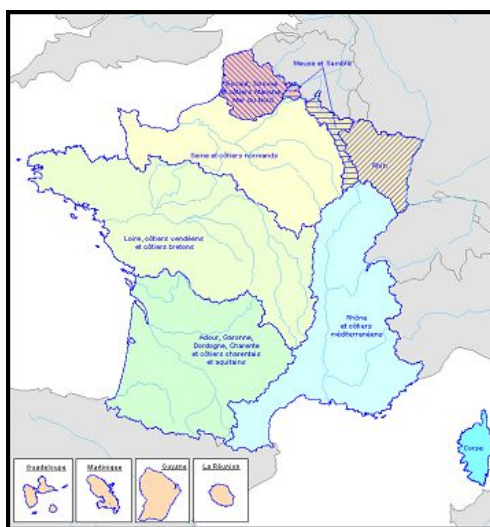 Meuse et Sambre
Escaut, Somme
et côtiers Manche
Mer du Nord
Seine et côtiers normands
Rhin
Loire, côtiers vendéens
et côtiers bretons
Rhône
et côtiers
méditerranéens
Adour, Garonne,
Dordogne, Charente
et côtiers charentais
et aquitains
Corse
Guadeloupe
Martinique
Guyane
La Réunion